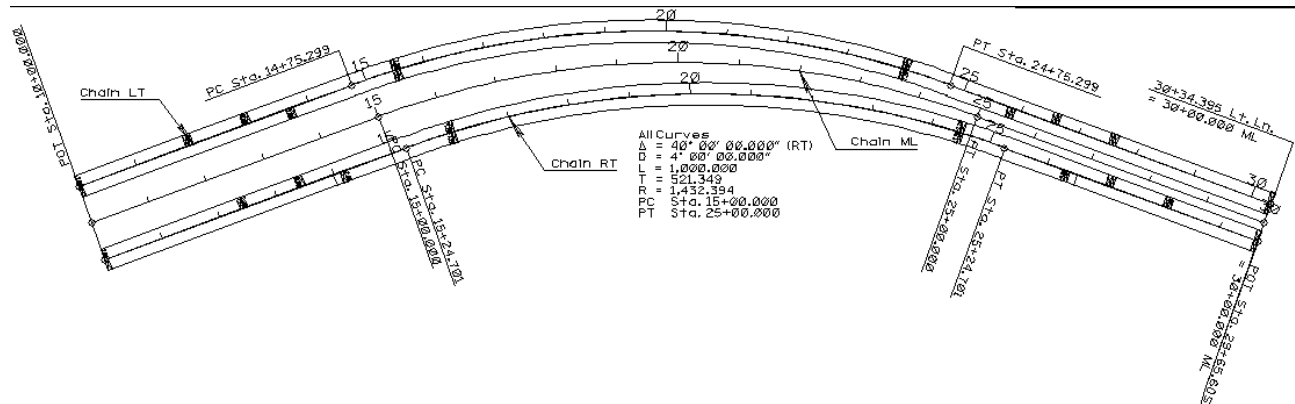 POT Sta. 10+00.000
Chain LT
PC Sta. 14+75.299
15
20
25
PT Sta. 24+75.299
30+34.395 Lt. Ln.
= 30+00.000 ML
30
15
20
25
30
15
20
25
PC Sta. 15+00.000
PC Sta. 15+24.701
Chain RT
All Curves
Δ = 40° 00' 00.000" (RT)
D = 4° 00' 00.000"
L = 1,000.000
T = 521.349
R = 1,432.394
PC Sta. 15+00.000
PT Sta. 25+00.000
Chain ML
PT Sta. 25+00.000
PT Sta. 25+24.701
POT Sta. 29+65.605
= 30+00.000 ML